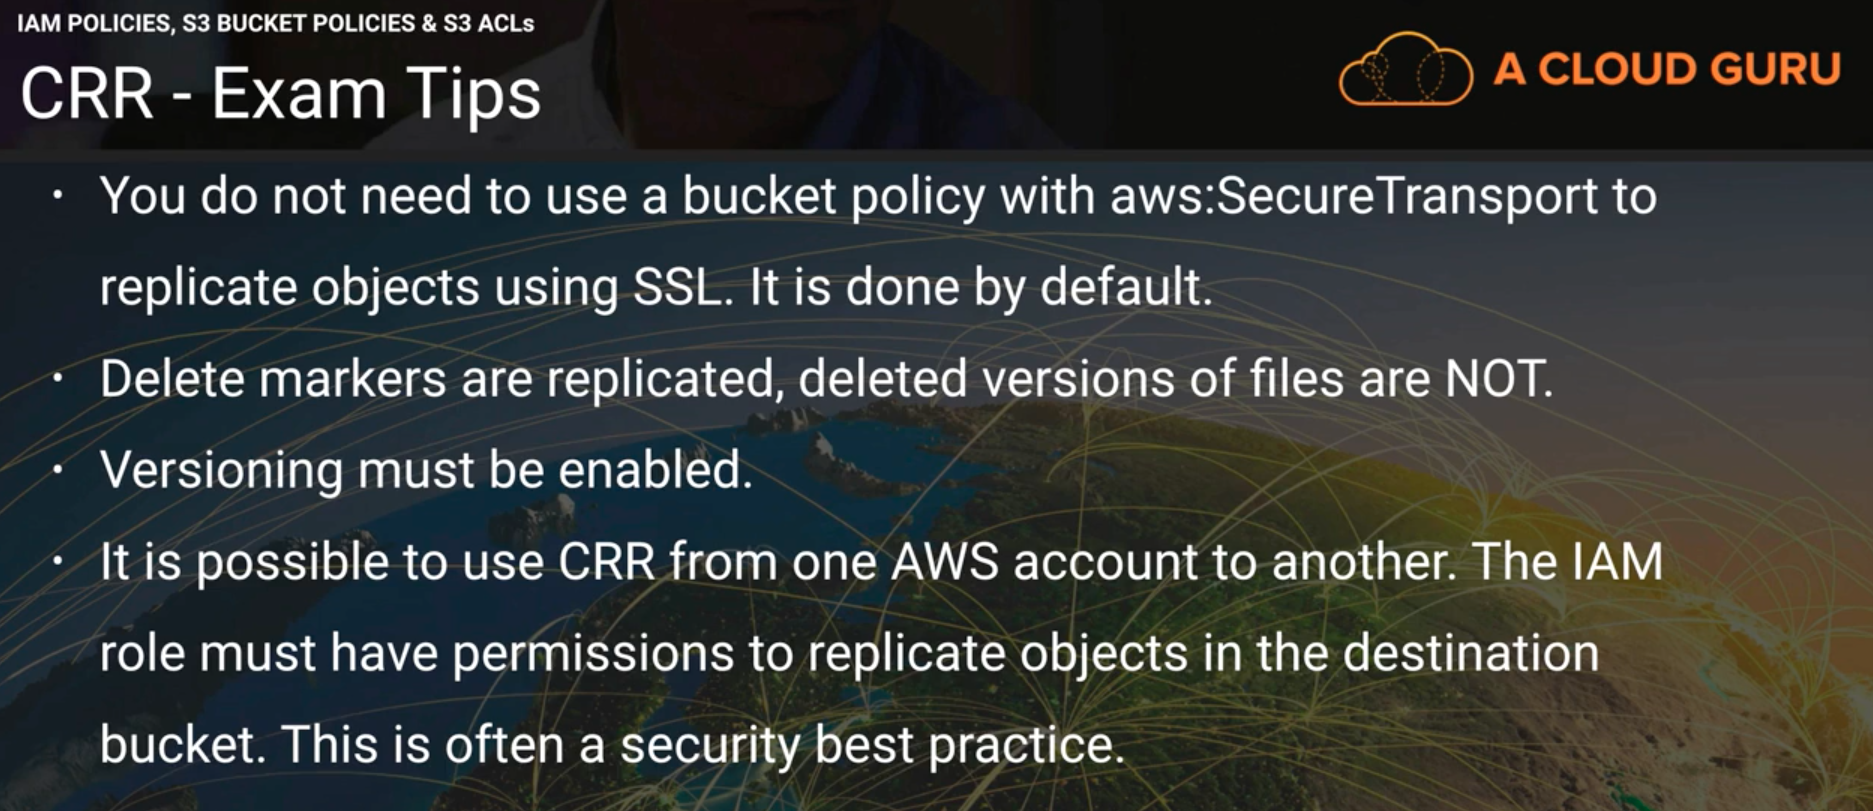 IAM POLICIES, S3 BUCKET POLICIES & S3 ACLs
CRR - Exam Tips
A CLOUD GURU
• You do not need to use a bucket policy with aws:SecureTransport to
replicate objects using SSL. It is done by default.
• Delete markers are replicated, deleted versions of files are NOT.
• Versioning must be enabled.
• It is possible to use CRR from one AWS account to another. The IAM
role must have permissions to replicate objects in the destination
bucket. This is often a security best practice.